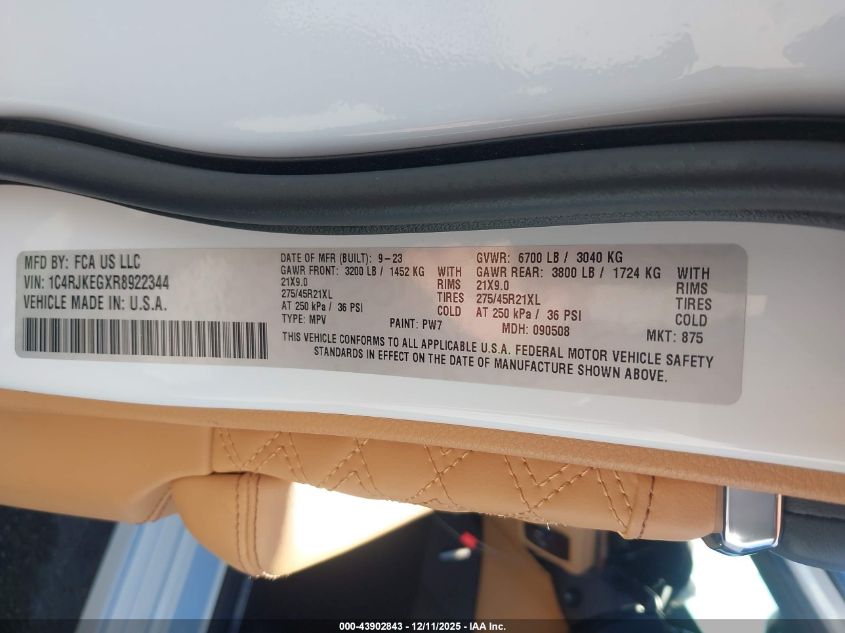 MFD BY: FCA US LLC
VIN: 1C4RJKEGXR8922344
VEHICLE MADE IN: U.S.A.
DATE OF MFR (BUILT): 9-23
GAWR FRONT: 3200 LB / 1452 KG WITH
21X9.0 RIMS
275/45R21XL TIRES
AT 250 kPa / 36 PSI COLD
TYPE: MPV PAINT: PW7
GVWR: 6700 LB / 3040 KG
GAWR REAR: 3800 LB / 1724 KG WITH
21X9.0 RIMS
275/45R21XL TIRES
AT 250 kPa / 36 PSI COLD
MDH: 090508 MKT: 875
THIS VEHICLE CONFORMS TO ALL APPLICABLE U.S.A. FEDERAL MOTOR VEHICLE SAFETY
STANDARDS IN EFFECT ON THE DATE OF MANUFACTURE SHOWN ABOVE.
000-43902843 - 12/11/2025 - IAA Inc.